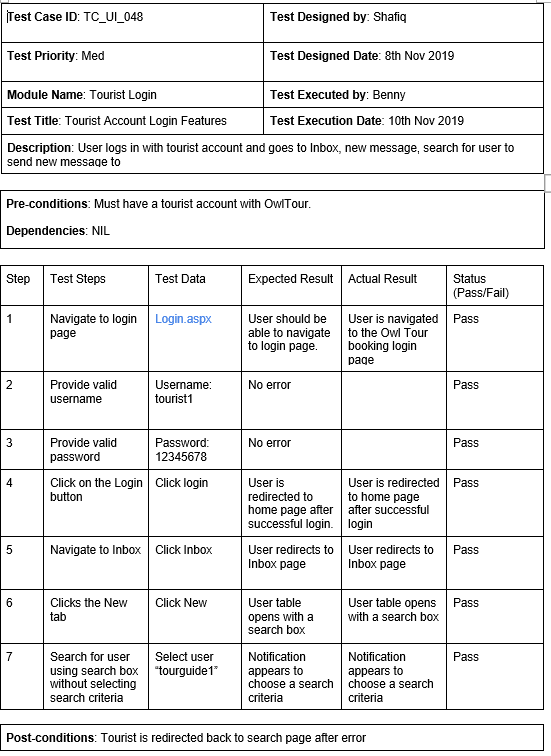 Test Case ID: TC_UI_048
Test Designed by: Shafiq
Test Priority: Med
Test Designed Date: 8th Nov 2019
Module Name: Tourist Login
Test Executed by: Benny
Test Title: Tourist Account Login Features
Test Execution Date: 10th Nov 2019
Description: User logs in with tourist account and goes to Inbox, new message, search for user to
send new message to
Pre-conditions: Must have a tourist account with OwlTour.
Dependencies: NIL
Step
Test Steps
Test Data
Expected Result
Actual Result
Status
(Pass/Fail)
1
Navigate to login
page
Login.aspx
User should be
able to navigate
to login page.
User is navigated
to the Owl Tour
booking login
page
Pass
2
Provide valid
username
Username:
tourist1
No error
Pass
3
Provide valid
password
Password:
12345678
No error
Pass
4
Click on the Login
button
Click login
User is
redirected to
home page after
successful login.
User is redirected
to home page
after successful
login
Pass
5
Navigate to Inbox
Click Inbox
User redirects to
Inbox page
User redirects to
Inbox page
Pass
6
Clicks the New
tab
Click New
User table
opens with a
search box
User table opens
with a search box
Pass
7
Search for user
using search box
without selecting
search criteria
Select user
“tourguide1”
Notification
appears to
choose a search
criteria
Notification
appears to
choose a search
criteria
Pass
Post-conditions: Tourist is redirected back to search page after error